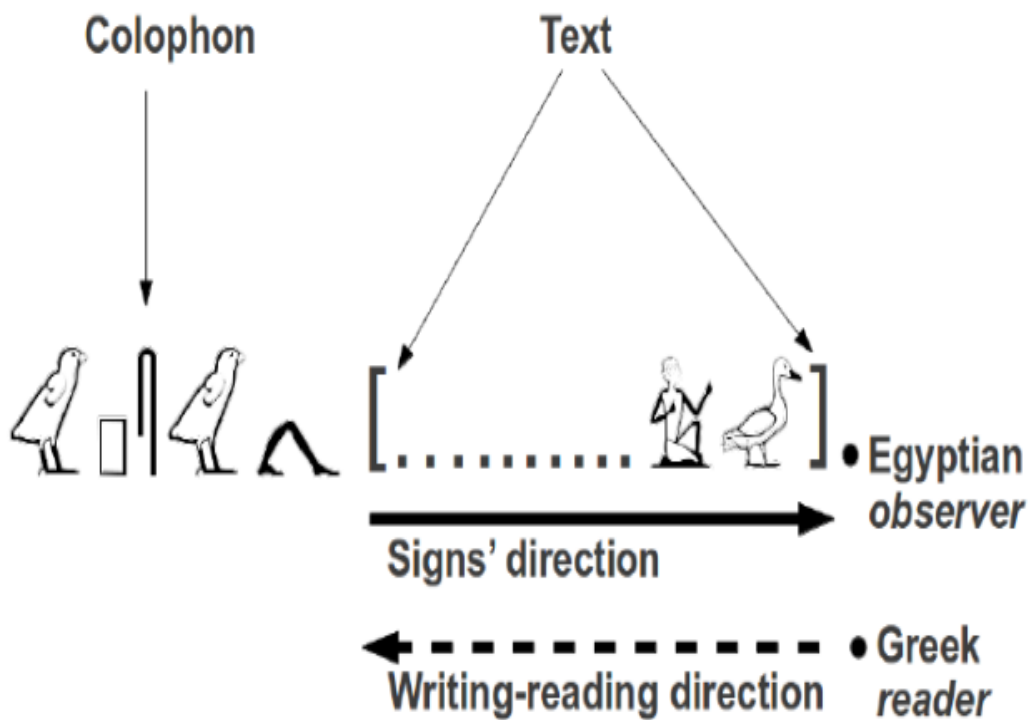 Colophon
Text
𓅱 𓊪 𓋴 𓅱 𓂻 [ . . . . . . . . . . 𓀀 𓅭 ]
• Egyptian
observer
Signs’ direction
• Greek
reader
Writing-reading direction